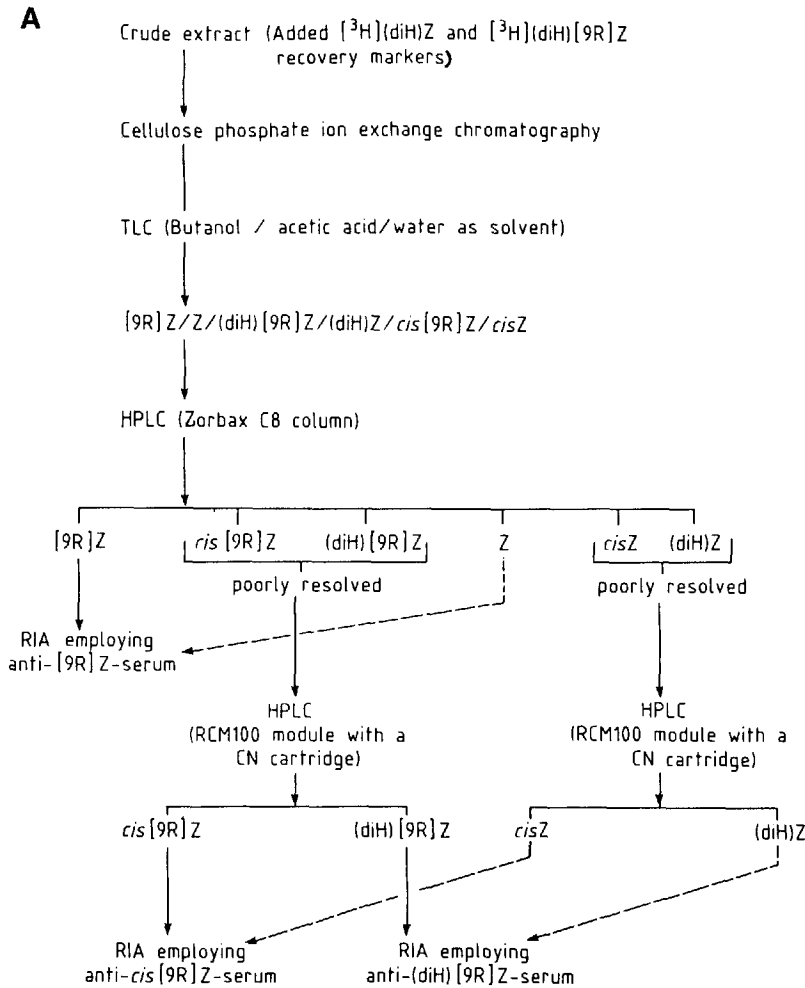 A
Crude extract (Added [³H](diH)Z and [³H](diH)[9R]Z
recovery markers)
Cellulose phosphate ion exchange chromatography
TLC (Butanol / acetic acid/water as solvent)
[9R]Z/Z/(diH)[9R]Z/(diH)Z/cis[9R]Z/cisZ
HPLC (Zorbax C8 column)
[9R]Z
cis[9R]Z
(diH)[9R]Z
Z
cisZ
(diH)Z
poorly resolved
poorly resolved
RIA employing
anti-[9R]Z-serum
HPLC
(RCM100 module with a
CN cartridge)
HPLC
(RCM100 module with a
CN cartridge)
cis[9R]Z
(diH)[9R]Z
cisZ
(diH)Z
RIA employing
anti-cis[9R]Z-serum
RIA employing
anti-(diH)[9R]Z-serum